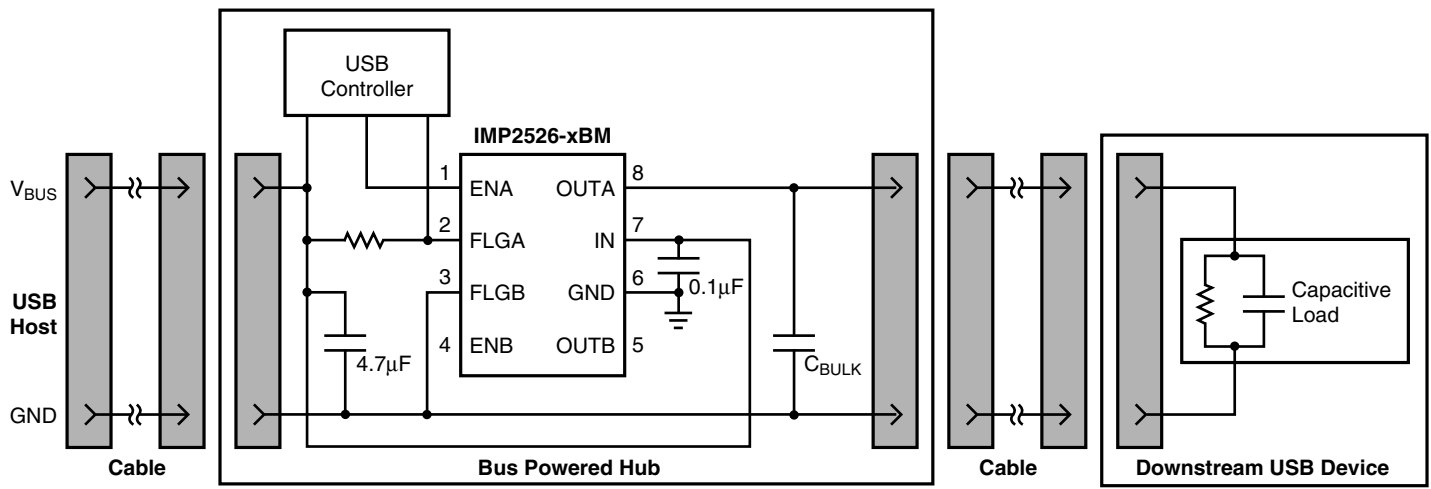 USB
Controller
IMP2526-xBM
VBUS
1
ENA
OUTA
8
2
FLGA
IN
7
3
FLGB
GND
6
0.1μF
4
ENB
OUTB
5
4.7μF
CBULK
USB
Host
GND
Capacitive
Load
Cable
Bus Powered Hub
Cable
Downstream USB Device